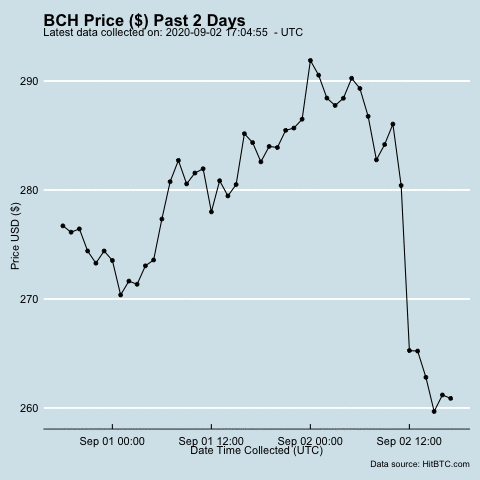 BCH Price ($) Past 2 Days
Latest data collected on: 2020-09-02 17:04:55  - UTC
290
280
270
260
Price USD ($)
Sep 01 00:00 Sep 01 12:00 Sep 02 00:00 Sep 02 12:00
Date Time Collected (UTC)
Data source: HitBTC.com